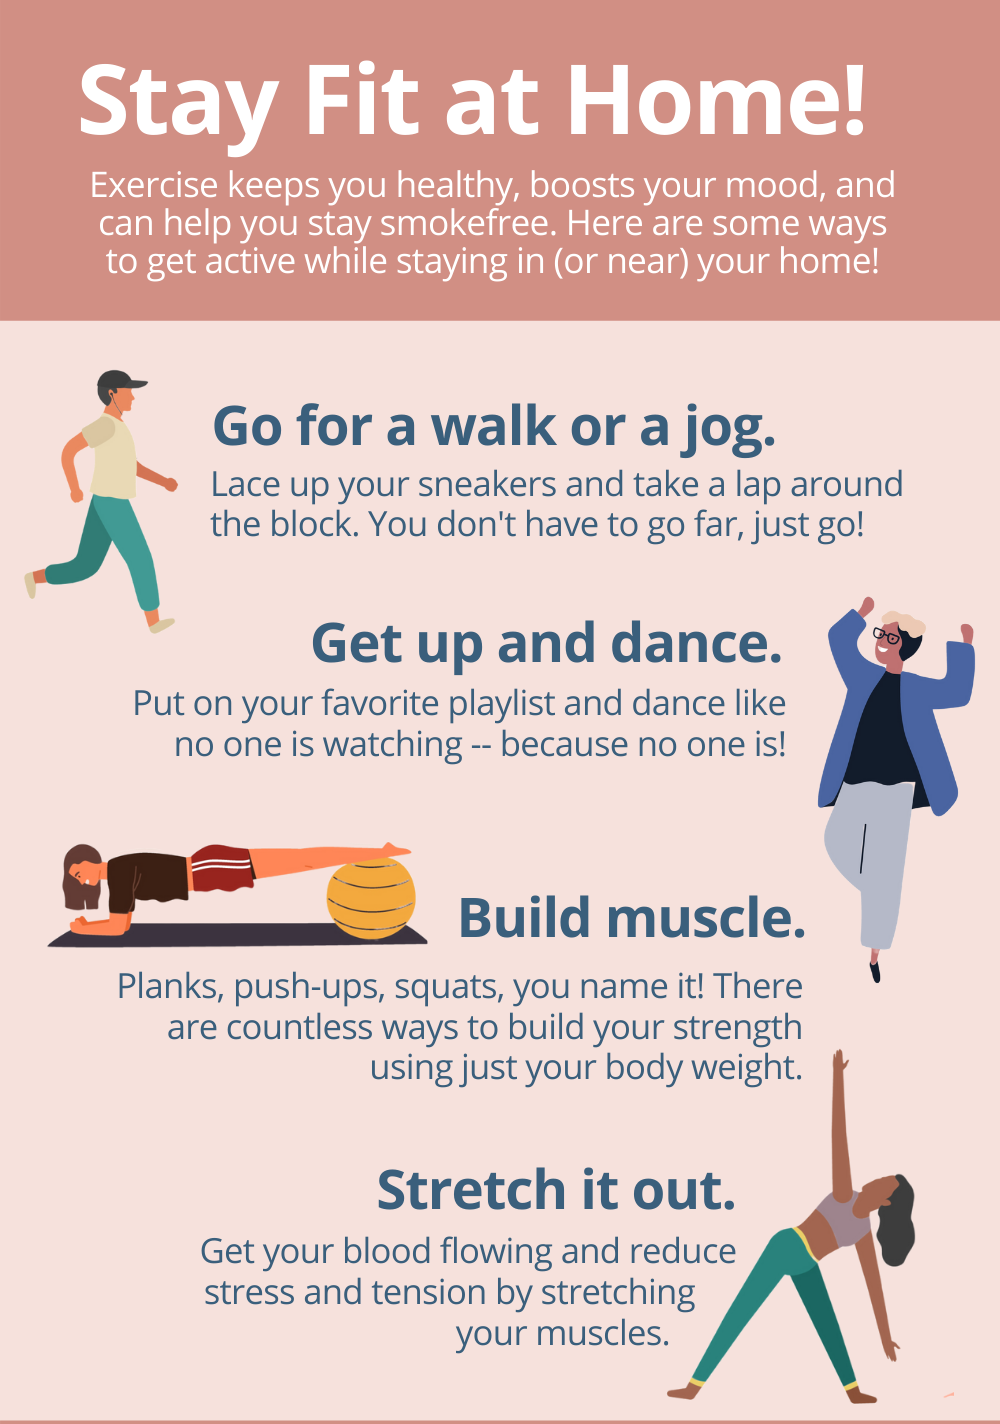 Stay Fit at Home!
Exercise keeps you healthy, boosts your mood, and
can help you stay smokefree. Here are some ways
to get active while staying in (or near) your home!
Go for a walk or a jog.
Lace up your sneakers and take a lap around
the block. You don't have to go far, just go!
Get up and dance.
Put on your favorite playlist and dance like
no one is watching -- because no one is!
Build muscle.
Planks, push-ups, squats, you name it! There
are countless ways to build your strength
using just your body weight.
Stretch it out.
Get your blood flowing and reduce
stress and tension by stretching
your muscles.